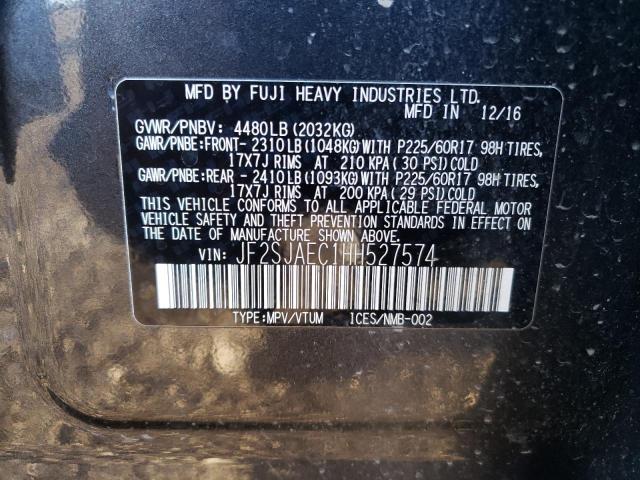 MFD BY FUJI HEAVY INDUSTRIES LTD.
MFD IN 12/16
GVWR/PNBV: 4480LB(2032KG)
GAWR/PNBE:FRONT- 2310LB(1048KG)WITH P225/60R17 98H TIRES,
17X7J RIMS AT 210 KPA(30 PSI)COLD
GAWR/PNBE:REAR - 2410LB(1093KG)WITH P225/60R17 98H TIRES,
17X7J RIMS AT 200 KPA(29 PSI)COLD
THIS VEHICLE CONFORMS TO ALL APPLICABLE FEDERAL MOTOR
VEHICLE SAFETY AND THEFT PREVENTION STANDARDS IN EFFECT ON
THE DATE OF MANUFACTURE SHOWN ABOVE.
VIN: JF2SJAEC1HH527574
TYPE:MPV/VTUM ICES/NMB-002